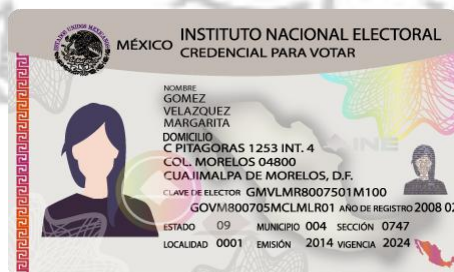 MÉXICO INSTITUTO NACIONAL ELECTORAL
CREDENCIAL PARA VOTAR
NOMBRE
GOMEZ
VELAZQUEZ
MARGARITA
DOMICILIO
C PITAGORAS 1253 INT. 4
COL. MORELOS 04800
CUAJIMALPA DE MORELOS, D.F.
CLAVE DE ELECTOR GMVLMR8007501M100
GOVM800705MCLMLR01 AÑO DE REGISTRO 2008 02
ESTADO 09 MUNICIPIO 004 SECCIÓN 0747
LOCALIDAD 0001 EMISIÓN 2014 VIGENCIA 2024
INE